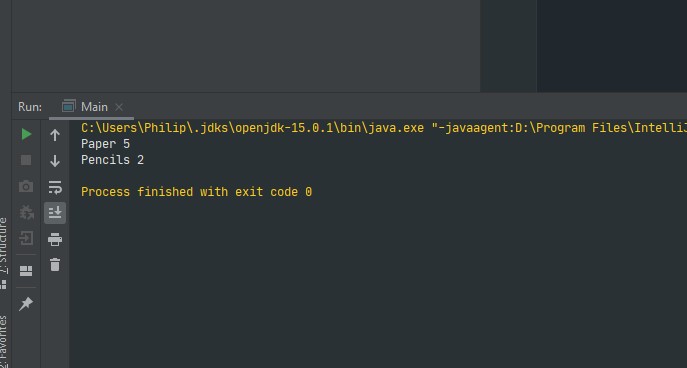 Run: Main
C:\Users\Philip\.jdks\openjdk-15.0.1\bin\java.exe "-javaagent:D:\Program Files\IntelliJ
Paper 5
Pencils 2
Process finished with exit code 0
7: Structure
2: Favorites